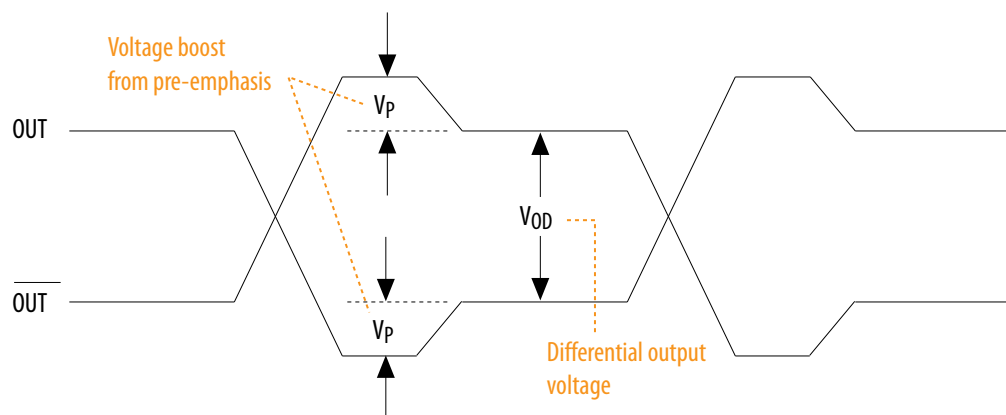 Voltage boost
from pre-emphasis
VP
OUT
VOD
OUT
VP
Differential output
voltage